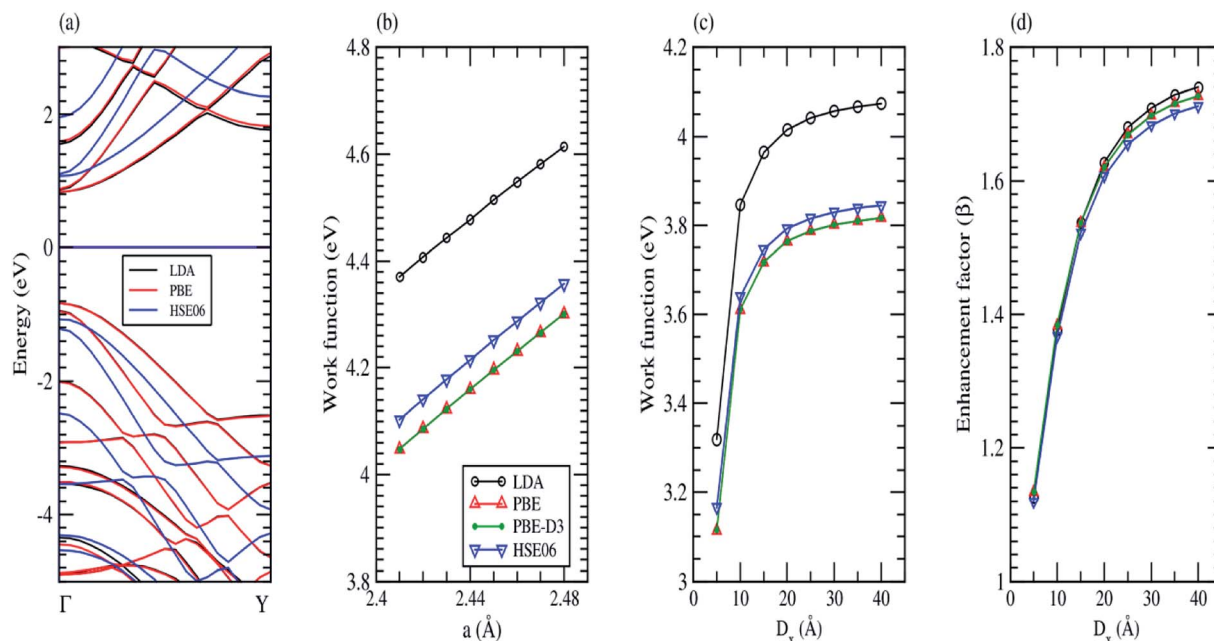 (a)
Energy (eV)
2
0
-2
-4
Γ
Y
LDA
PBE
HSE06
(b)
Work function (eV)
4.8
4.6
4.4
4.2
4
3.8
2.4
2.44
2.48
a (Å)
LDA
PBE
PBE-D3
HSE06
(c)
Work function (eV)
4.2
4
3.8
3.6
3.4
3.2
3
0 10 20 30 40
Dₓ (Å)
(d)
Enhancement factor (β)
1.8
1.6
1.4
1.2
1
0 10 20 30 40
Dₓ (Å)